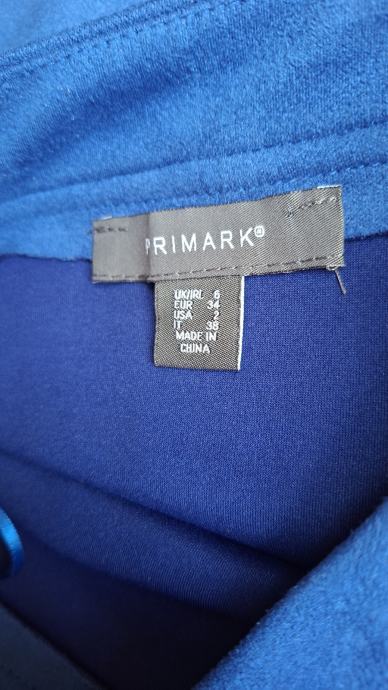 PRIMARK®
UK/IRL 6
EUR 34
USA 2
IT 38
MADE IN
CHINA